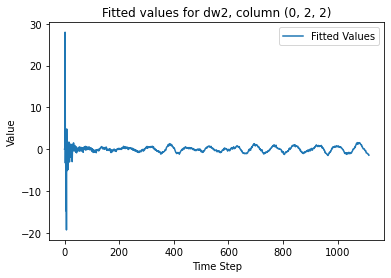 Fitted values for dw2, column (0, 2, 2)
Fitted Values
30
20
10
0
−10
−20
Value
0 200 400 600 800 1000
Time Step